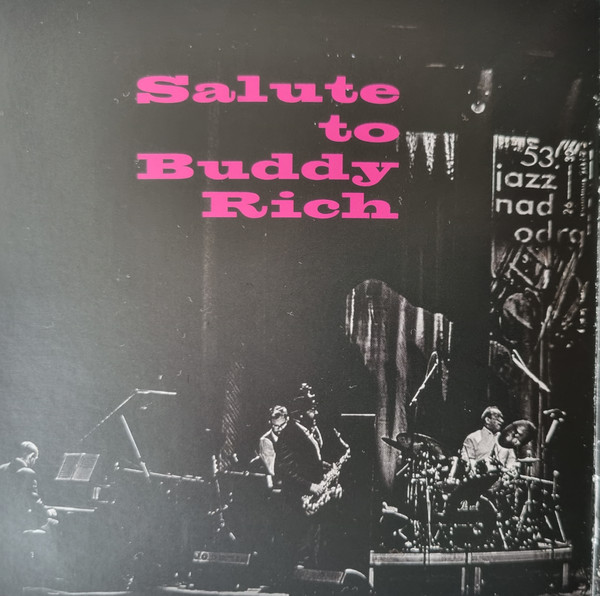 Salute
to
Buddy
Rich
53.
jazz
nad
odrą